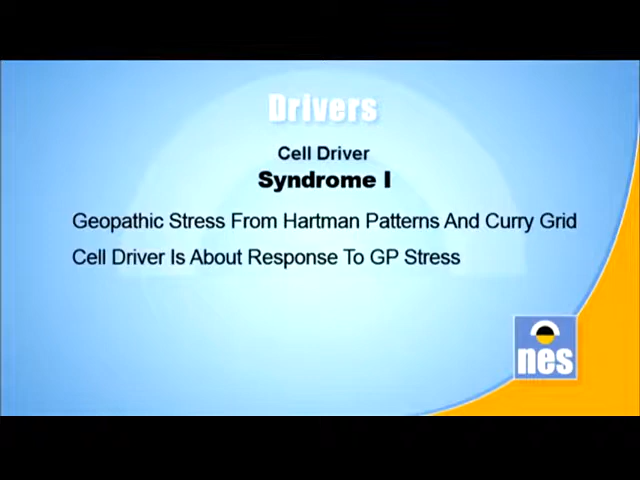 Drivers
Cell Driver
Syndrome I
Geopathic Stress From Hartman Patterns And Curry Grid
Cell Driver Is About Response To GP Stress
nes